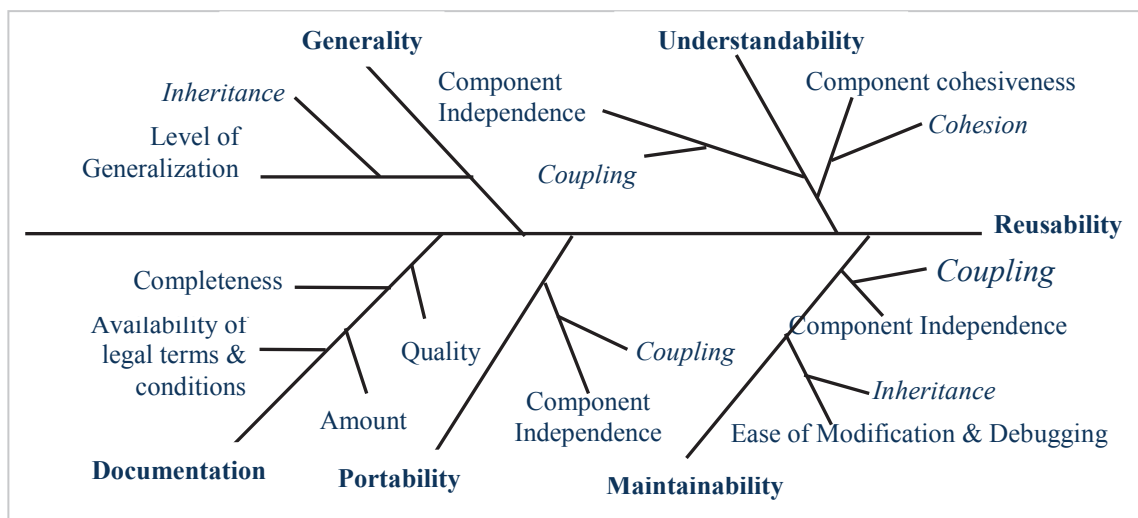 Generality
Understandability
Inheritance
Level of
Generalization
Component
Independence
Coupling
Component cohesiveness
Cohesion
Reusability
Completeness
Availability of
legal terms &
conditions
Quality
Amount
Documentation
Coupling
Component
Independence
Portability
Coupling
Component Independence
Inheritance
Ease of Modification & Debugging
Maintainability